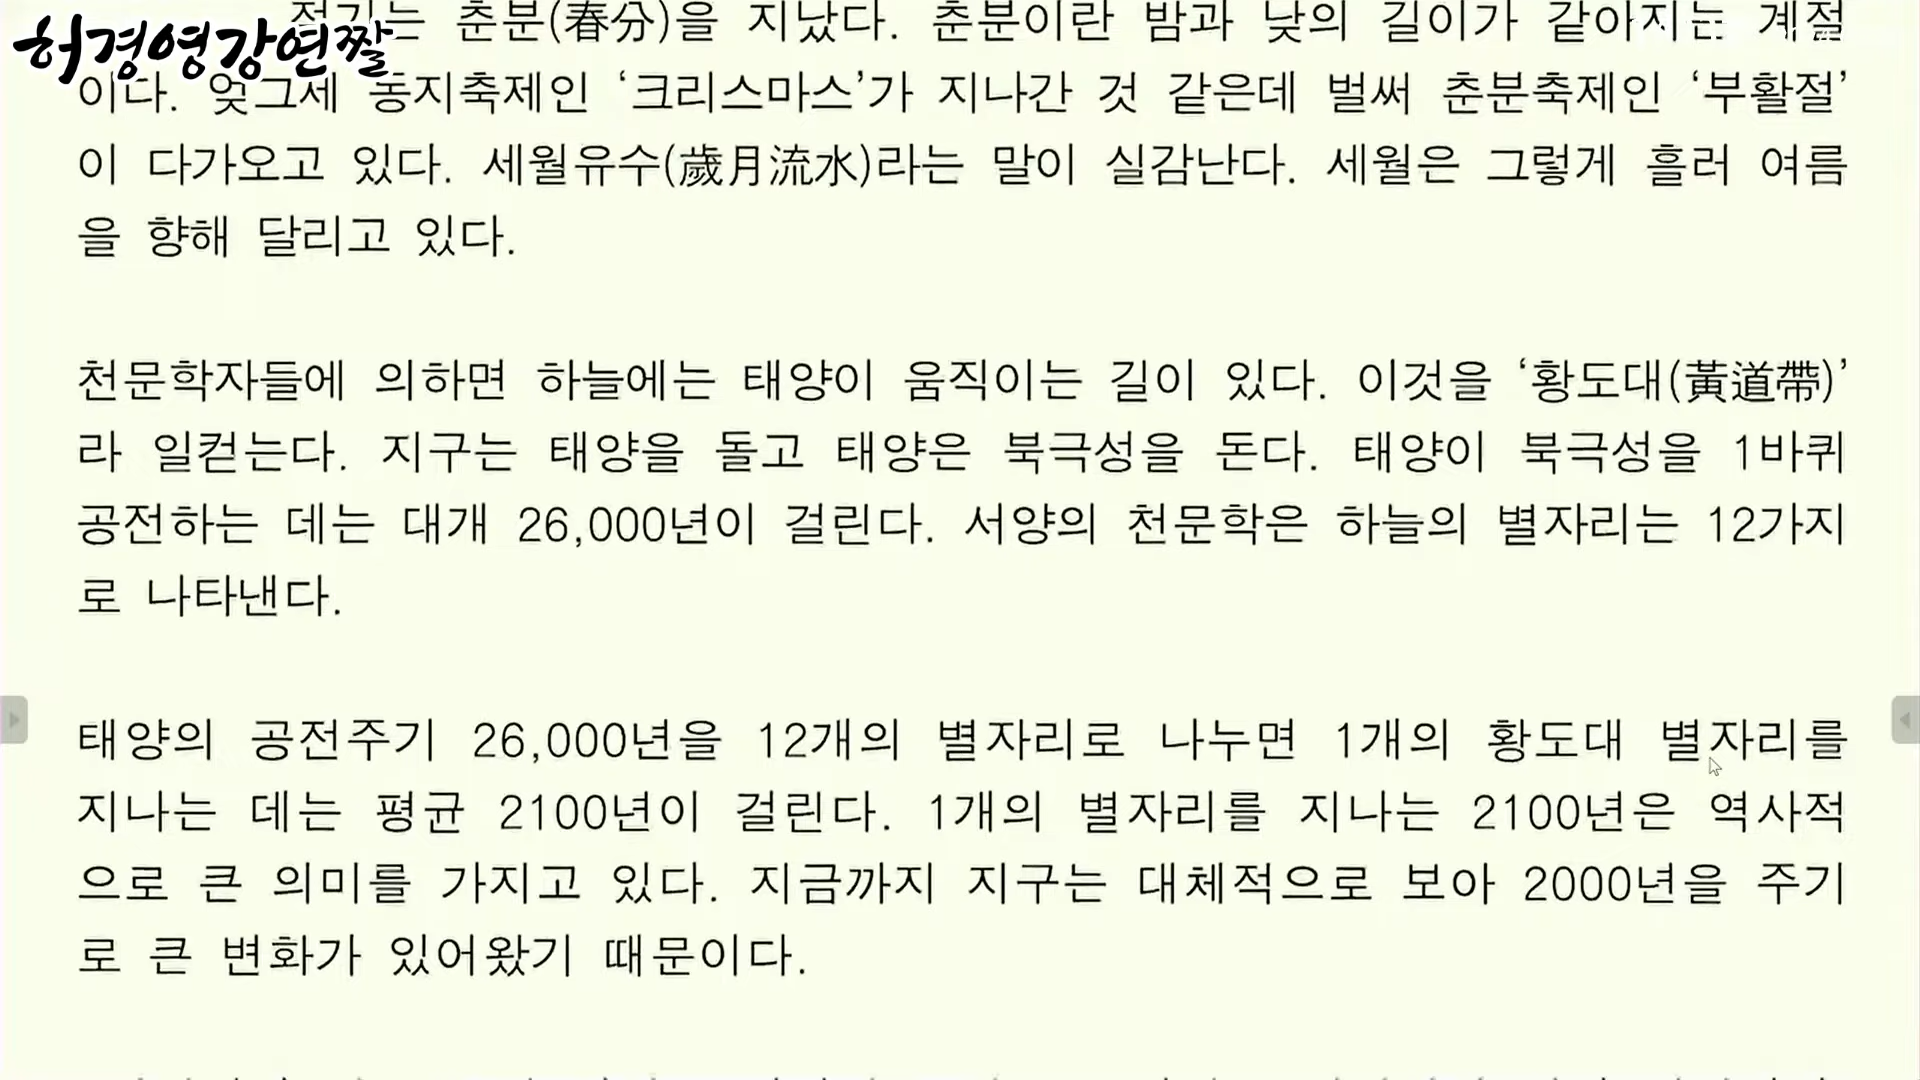 허경영강연짤
절기는 춘분(春分)을 지났다. 춘분이란 밤과 낮의 길이가 같아지는 계절
이다. 엊그제 동지축제인 ‘크리스마스’가 지나간 것 같은데 벌써 춘분축제인 ‘부활절’
이 다가오고 있다. 세월유수(歲月流水)라는 말이 실감난다. 세월은 그렇게 흘러 여름
을 향해 달리고 있다.
천문학자들에 의하면 하늘에는 태양이 움직이는 길이 있다. 이것을 ‘황도대(黃道帶)’
라 일컫는다. 지구는 태양을 돌고 태양은 북극성을 돈다. 태양이 북극성을 1바퀴
공전하는 데는 대개 26,000년이 걸린다. 서양의 천문학은 하늘의 별자리는 12가지
로 나타낸다.
태양의 공전주기 26,000년을 12개의 별자리로 나누면 1개의 황도대 별자리를
지나는 데는 평균 2100년이 걸린다. 1개의 별자리를 지나는 2100년은 역사적
으로 큰 의미를 가지고 있다. 지금까지 지구는 대체적으로 보아 2000년을 주기
로 큰 변화가 있어왔기 때문이다.